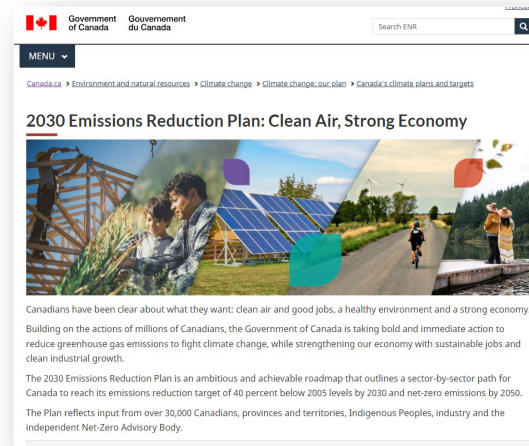 Government Gouvernement
of Canada du Canada
Search ENR
MENU
Canada.ca > Environment and natural resources > Climate change > Climate change: our plan > Canada's climate plans and targets
2030 Emissions Reduction Plan: Clean Air, Strong Economy
Canadians have been clear about what they want: clean air and good jobs, a healthy environment and a strong economy
Building on the actions of millions of Canadians, the Government of Canada is taking bold and immediate action to
reduce greenhouse gas emissions to fight climate change, while strengthening our economy with sustainable jobs and
clean industrial growth.
The 2030 Emissions Reduction Plan is an ambitious and achievable roadmap that outlines a sector-by-sector path for
Canada to reach its emissions reduction target of 40 percent below 2005 levels by 2030 and net-zero emissions by 2050.
The Plan reflects input from over 30,000 Canadians, provinces and territories, Indigenous Peoples, industry and the
independent Net-Zero Advisory Body.